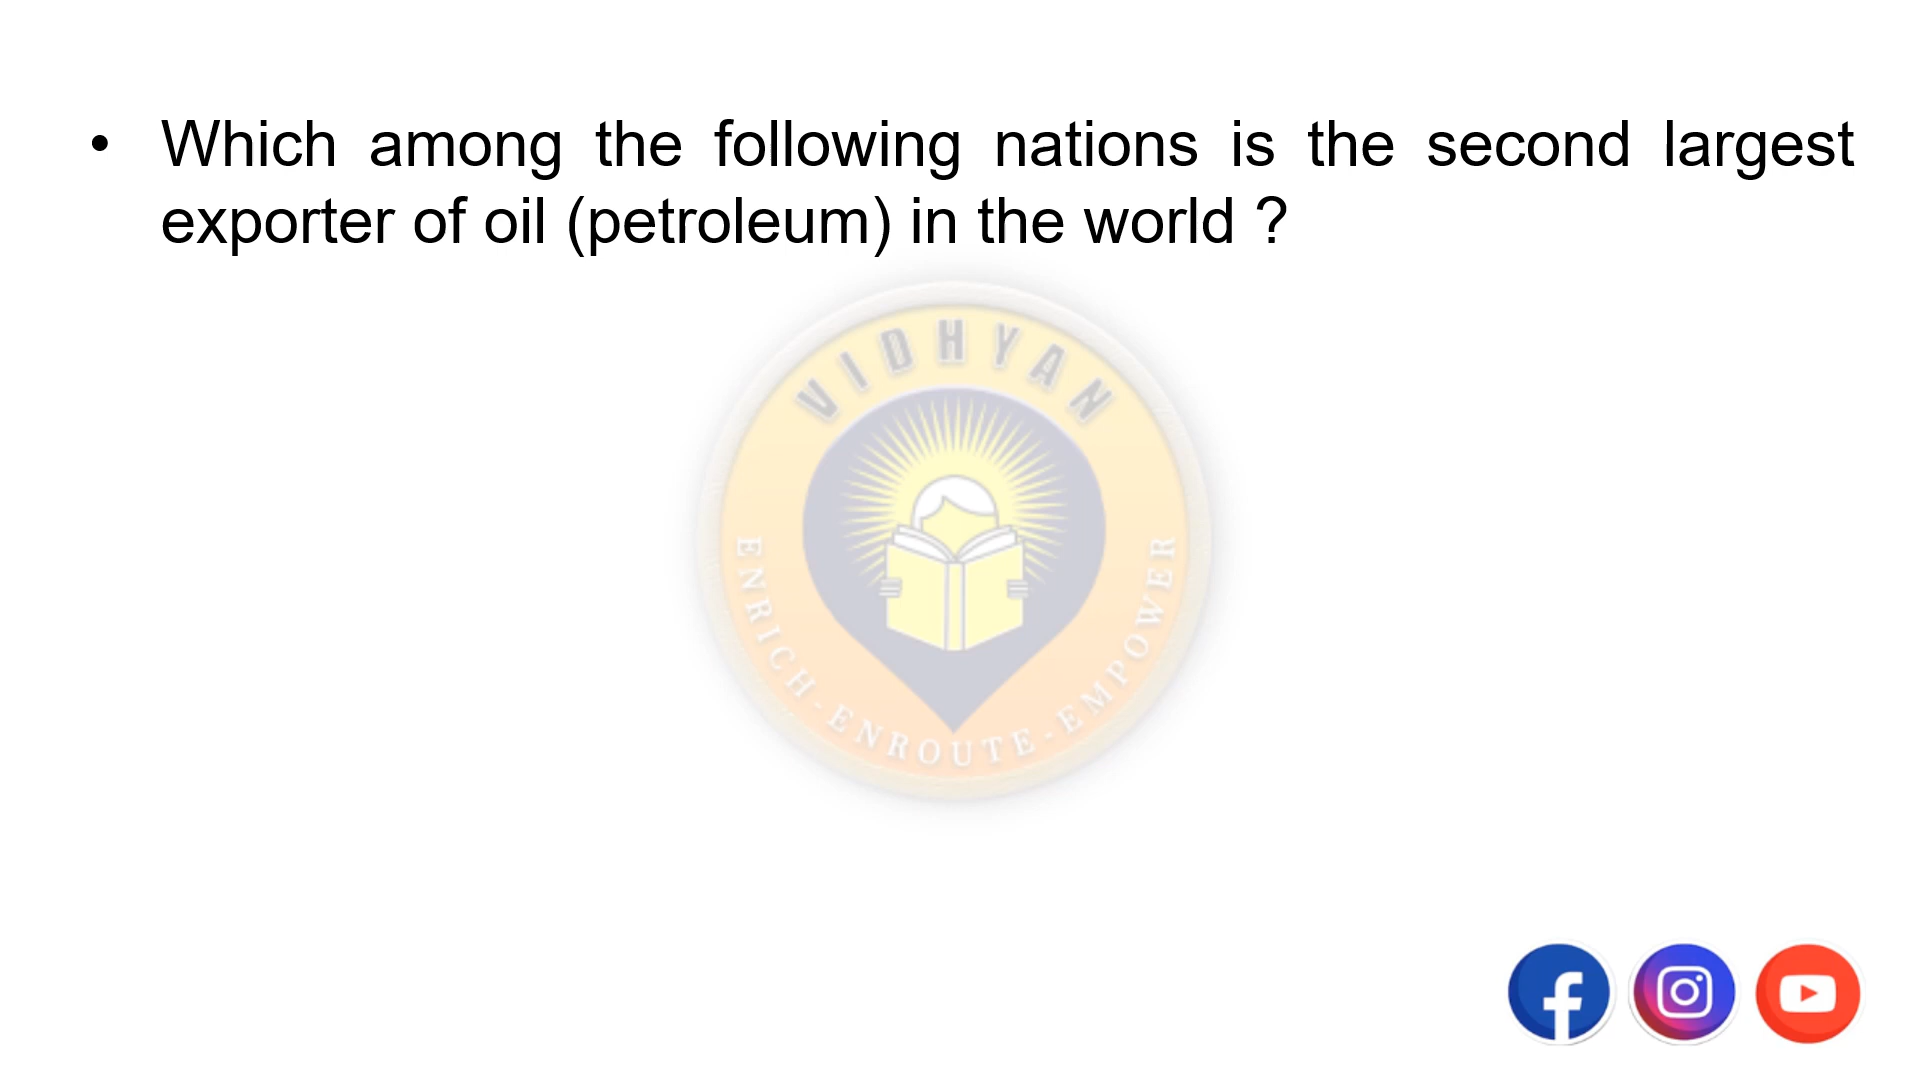 • Which among the following nations is the second largest
exporter of oil (petroleum) in the world ?
VIDHYAN
ENRICH-ENROUTE-EMPOWER